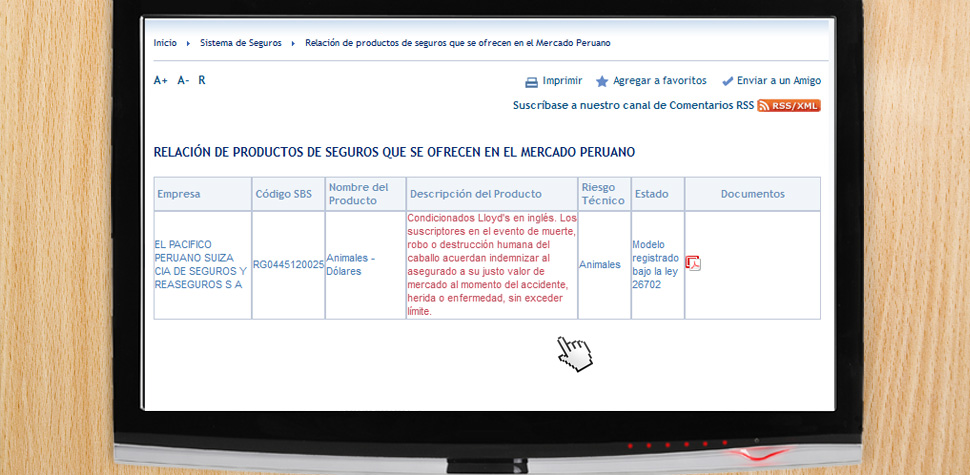 Inicio › Sistema de Seguros › Relación de productos de seguros que se ofrecen en el Mercado Peruano
A+ A- R
Imprimir Agregar a favoritos Enviar a un Amigo
Suscríbase a nuestro canal de Comentarios RSS RSS/XML
RELACIÓN DE PRODUCTOS DE SEGUROS QUE SE OFRECEN EN EL MERCADO PERUANO
Empresa
Código SBS
Nombre del
Producto
Descripción del Producto
Riesgo
Técnico
Estado
Documentos
EL PACIFICO
PERUANO SUIZA
CIA DE SEGUROS Y
REASEGUROS S A
RG0445120025
Animales -
Dólares
Condicionados Lloyd's en inglés. Los
suscriptores en el evento de muerte,
robo o destrucción humana del
caballo acuerdan indemnizar al
asegurado a su justo valor de
mercado al momento del accidente,
herida o enfermedad, sin exceder
límite.
Animales
Modelo
registrado
bajo la ley
26702